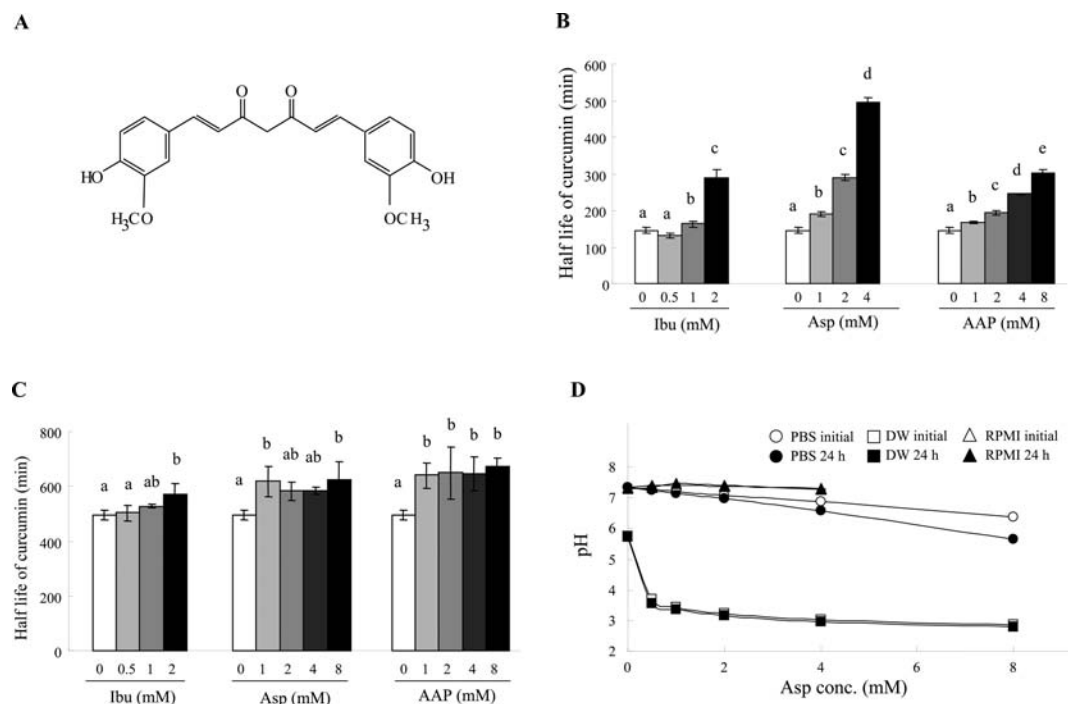 A
O O
HO
H₃CO
OH
OCH₃
B
Half life of curcumin (min)
600
500
400
300
200
100
0
a a b c
a b c d
a b c d e
0 0.5 1 2
0 1 2 4
0 1 2 4 8
Ibu (mM)
Asp (mM)
AAP (mM)
C
Half life of curcumin (min)
800
600
400
200
0
a a ab b
a b ab ab b
a b b b b
0 0.5 1 2
0 1 2 4 8
0 1 2 4 8
Ibu (mM)
Asp (mM)
AAP (mM)
D
PBS initial DW initial RPMI initial
PBS 24 h DW 24 h RPMI 24 h
pH
8
7
6
5
4
3
2
0 2 4 6 8
Asp conc. (mM)